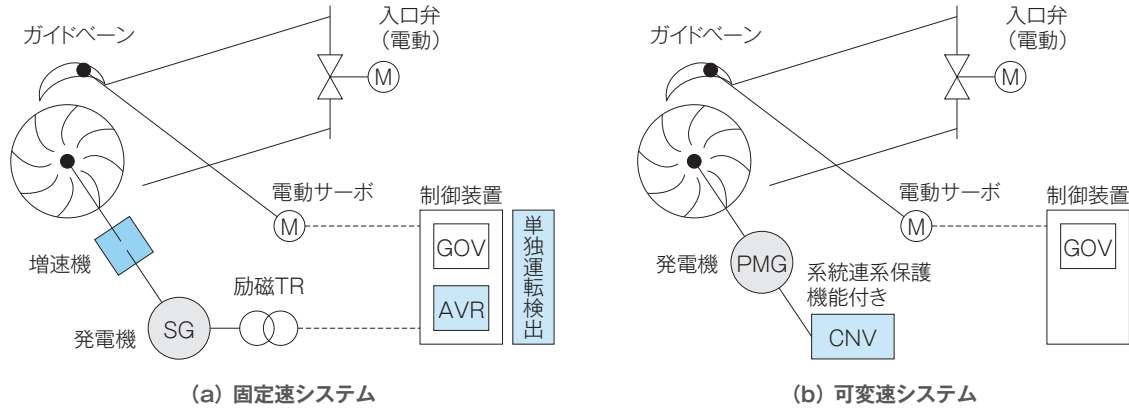 ガイドベーン
入口弁
（電動）
M
電動サーボ
M
制御装置
GOV
AVR
単独運転検出
増速機
励磁TR
発電機
SG
(a) 固定速システム
ガイドベーン
入口弁
（電動）
M
電動サーボ
M
制御装置
GOV
発電機
PMG
系統連系保護
機能付き
CNV
(b) 可変速システム